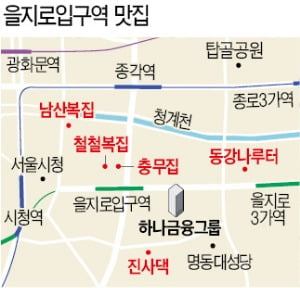 을지로입구역 맛집
탑골공원
광화문역
종각역
종로3가역
남산복집
청계천
철철복집
서울시청
충무집
동강나루터
시청역
을지로입구역
을지로
3가역
하나금융그룹
진사댁
명동대성당